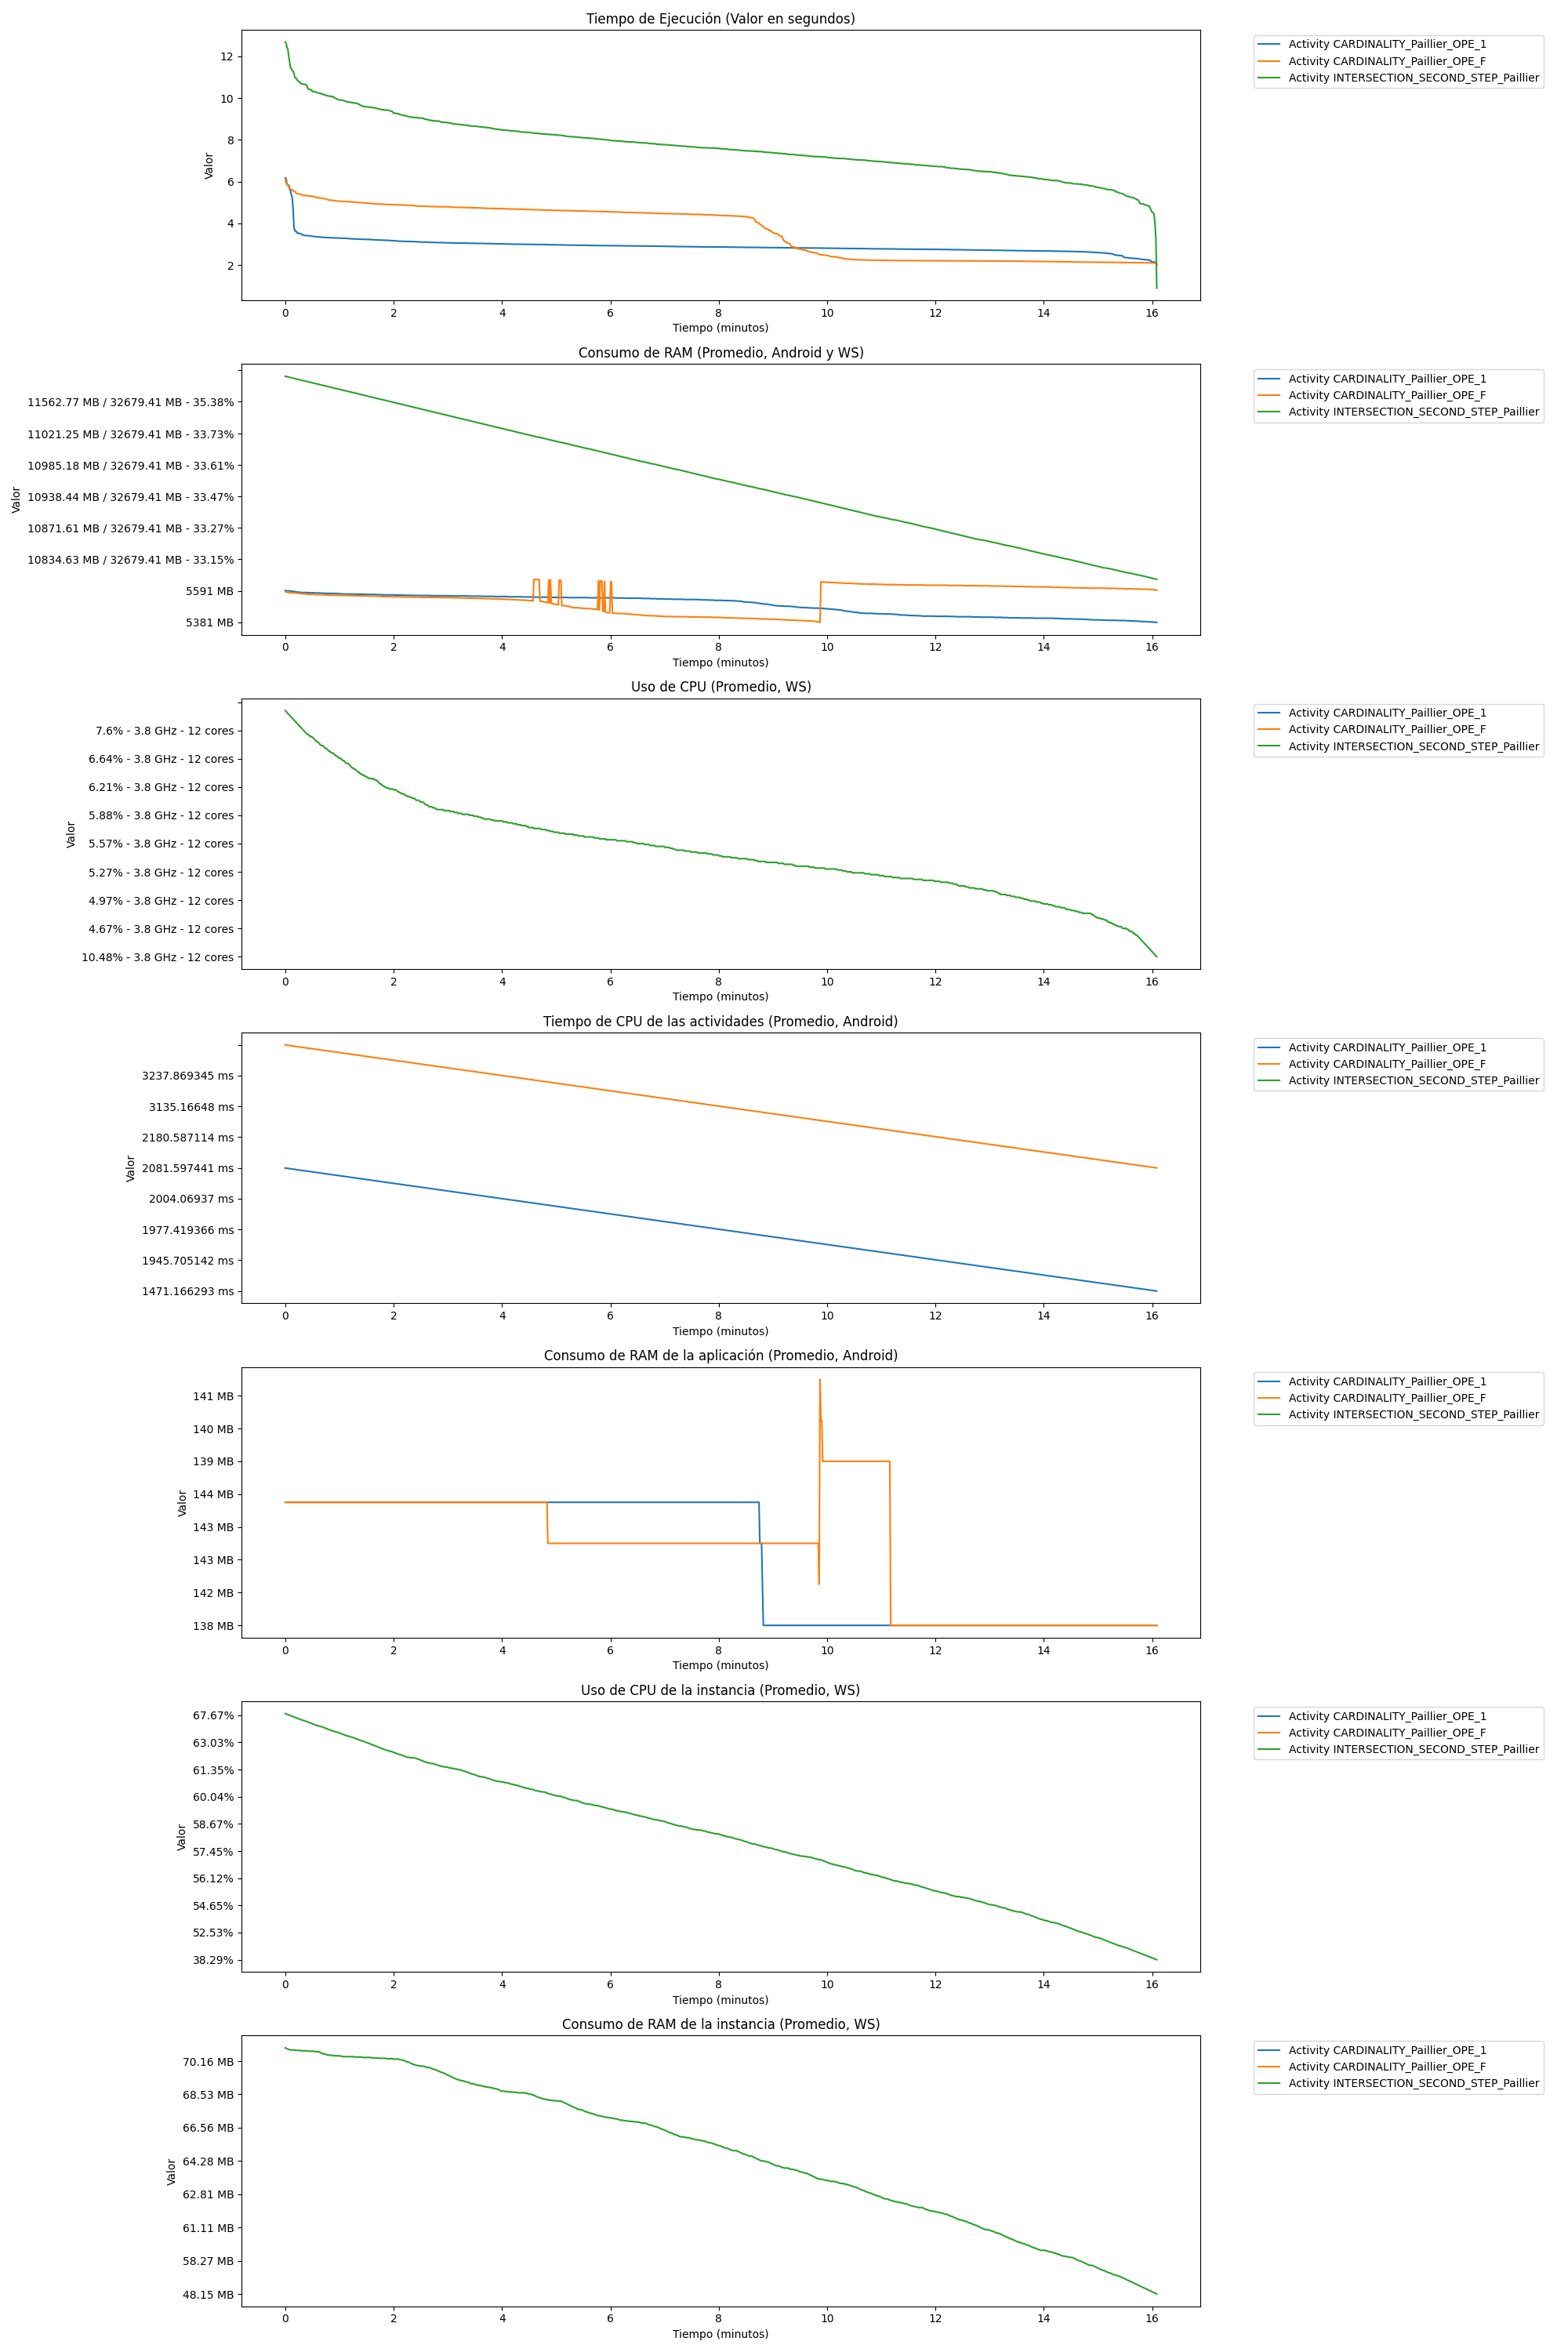 Tiempo de Ejecución (Valor en segundos)
12
10
8
6
4
2
Valor
0 2 4 6 8 10 12 14 16
Tiempo (minutos)
Activity CARDINALITY_Paillier_OPE_1
Activity CARDINALITY_Paillier_OPE_F
Activity INTERSECTION_SECOND_STEP_Paillier
Consumo de RAM (Promedio, Android y WS)
11562.77 MB / 32679.41 MB - 35.38%
11021.25 MB / 32679.41 MB - 33.73%
10985.18 MB / 32679.41 MB - 33.61%
10938.44 MB / 32679.41 MB - 33.47%
10871.61 MB / 32679.41 MB - 33.27%
10834.63 MB / 32679.41 MB - 33.15%
5591 MB
5381 MB
Valor
0 2 4 6 8 10 12 14 16
Tiempo (minutos)
Activity CARDINALITY_Paillier_OPE_1
Activity CARDINALITY_Paillier_OPE_F
Activity INTERSECTION_SECOND_STEP_Paillier
Uso de CPU (Promedio, WS)
7.6% - 3.8 GHz - 12 cores
6.64% - 3.8 GHz - 12 cores
6.21% - 3.8 GHz - 12 cores
5.88% - 3.8 GHz - 12 cores
5.57% - 3.8 GHz - 12 cores
5.27% - 3.8 GHz - 12 cores
4.97% - 3.8 GHz - 12 cores
4.67% - 3.8 GHz - 12 cores
10.48% - 3.8 GHz - 12 cores
Valor
0 2 4 6 8 10 12 14 16
Tiempo (minutos)
Activity CARDINALITY_Paillier_OPE_1
Activity CARDINALITY_Paillier_OPE_F
Activity INTERSECTION_SECOND_STEP_Paillier
Tiempo de CPU de las actividades (Promedio, Android)
3237.869345 ms
3135.16648 ms
2180.587114 ms
2081.597441 ms
2004.06937 ms
1977.419366 ms
1945.705142 ms
1471.166293 ms
Valor
0 2 4 6 8 10 12 14 16
Tiempo (minutos)
Activity CARDINALITY_Paillier_OPE_1
Activity CARDINALITY_Paillier_OPE_F
Activity INTERSECTION_SECOND_STEP_Paillier
Consumo de RAM de la aplicación (Promedio, Android)
141 MB
140 MB
139 MB
144 MB
143 MB
143 MB
142 MB
138 MB
Valor
0 2 4 6 8 10 12 14 16
Tiempo (minutos)
Activity CARDINALITY_Paillier_OPE_1
Activity CARDINALITY_Paillier_OPE_F
Activity INTERSECTION_SECOND_STEP_Paillier
Uso de CPU de la instancia (Promedio, WS)
67.67%
63.03%
61.35%
60.04%
58.67%
57.45%
56.12%
54.65%
52.53%
38.29%
Valor
0 2 4 6 8 10 12 14 16
Tiempo (minutos)
Activity CARDINALITY_Paillier_OPE_1
Activity CARDINALITY_Paillier_OPE_F
Activity INTERSECTION_SECOND_STEP_Paillier
Consumo de RAM de la instancia (Promedio, WS)
70.16 MB
68.53 MB
66.56 MB
64.28 MB
62.81 MB
61.11 MB
58.27 MB
48.15 MB
Valor
0 2 4 6 8 10 12 14 16
Tiempo (minutos)
Activity CARDINALITY_Paillier_OPE_1
Activity CARDINALITY_Paillier_OPE_F
Activity INTERSECTION_SECOND_STEP_Paillier